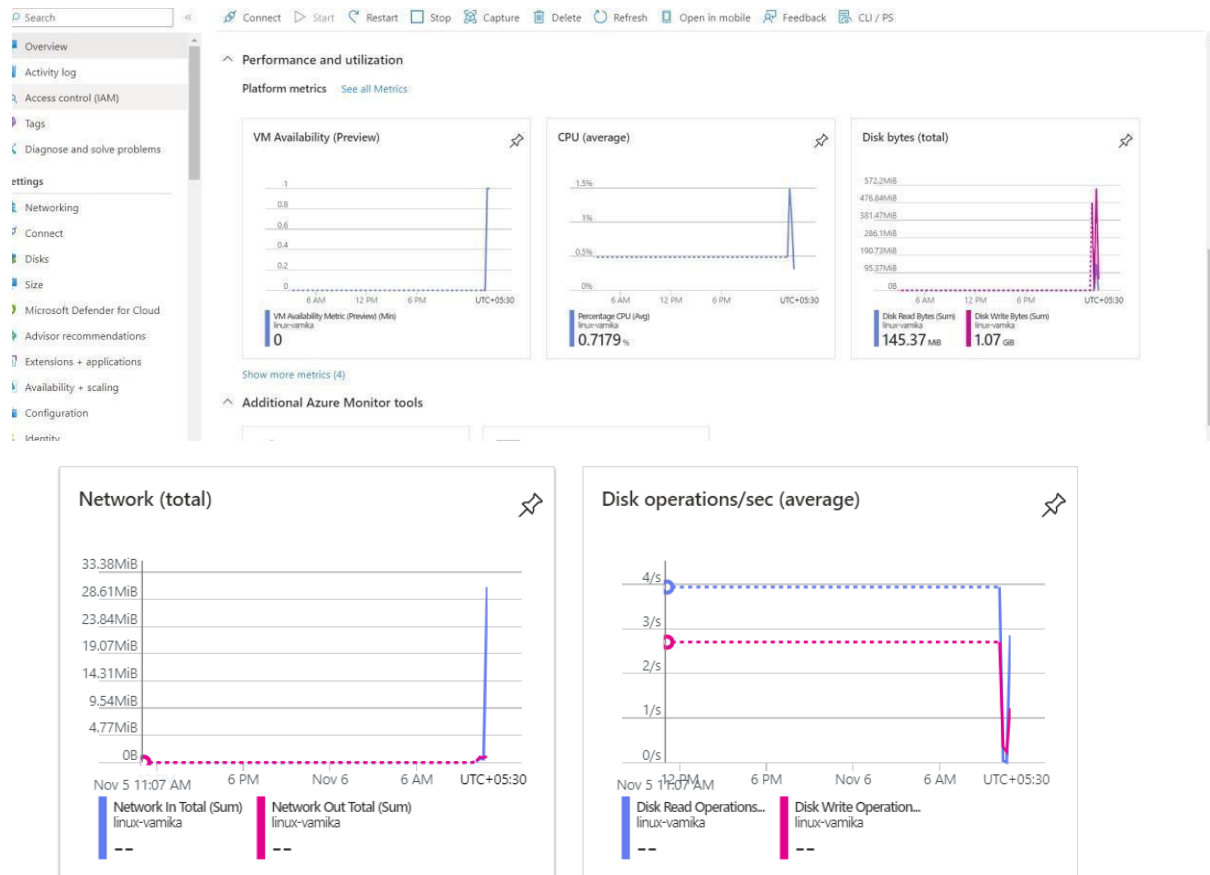 Search «
Connect Start Restart Stop Capture Delete Refresh Open in mobile Feedback CLI / PS
Overview
Activity log
Access control (IAM)
Tags
Diagnose and solve problems
ettings
Networking
Connect
Disks
Size
Microsoft Defender for Cloud
Advisor recommendations
Extensions + applications
Availability + scaling
Configuration
Identity
Performance and utilization
Platform metrics See all Metrics
VM Availability (Preview)
1
0.8
0.6
0.4
0.2
0
6 AM 12 PM 6 PM UTC+05:30
VM Availability Metric (Preview) (Min)
linux-vamika
0
CPU (average)
1.5%
1%
0.5%
0%
6 AM 12 PM 6 PM UTC+05:30
Percentage CPU (Avg)
linux-vamika
0.7179 %
Disk bytes (total)
572.2MiB
476.84MiB
381.47MiB
286.1MiB
190.73MiB
95.37MiB
0B
6 AM 12 PM 6 PM UTC+05:30
Disk Read Bytes (Sum)
linux-vamika
145.37 MiB
Disk Write Bytes (Sum)
linux-vamika
1.07 GiB
Show more metrics (4)
Additional Azure Monitor tools
Network (total)
33.38MiB
28.61MiB
23.84MiB
19.07MiB
14.31MiB
9.54MiB
4.77MiB
0B
Nov 5 11:07 AM 6 PM Nov 6 6 AM UTC+05:30
Network In Total (Sum)
linux-vamika
--
Network Out Total (Sum)
linux-vamika
--
Disk operations/sec (average)
4/s
3/s
2/s
1/s
0/s
12 PM 6 PM Nov 6 6 AM UTC+05:30
Nov 5 11:07 AM
Disk Read Operations...
linux-vamika
--
Disk Write Operation...
linux-vamika
--